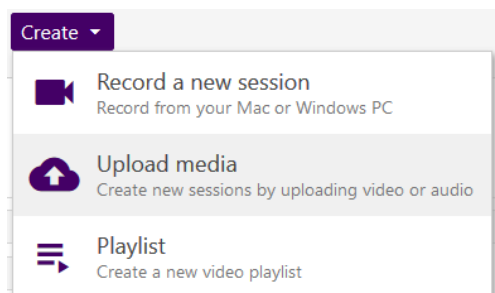 Create
Record a new session
Record from your Mac or Windows PC
Upload media
Create new sessions by uploading video or audio
Playlist
Create a new video playlist